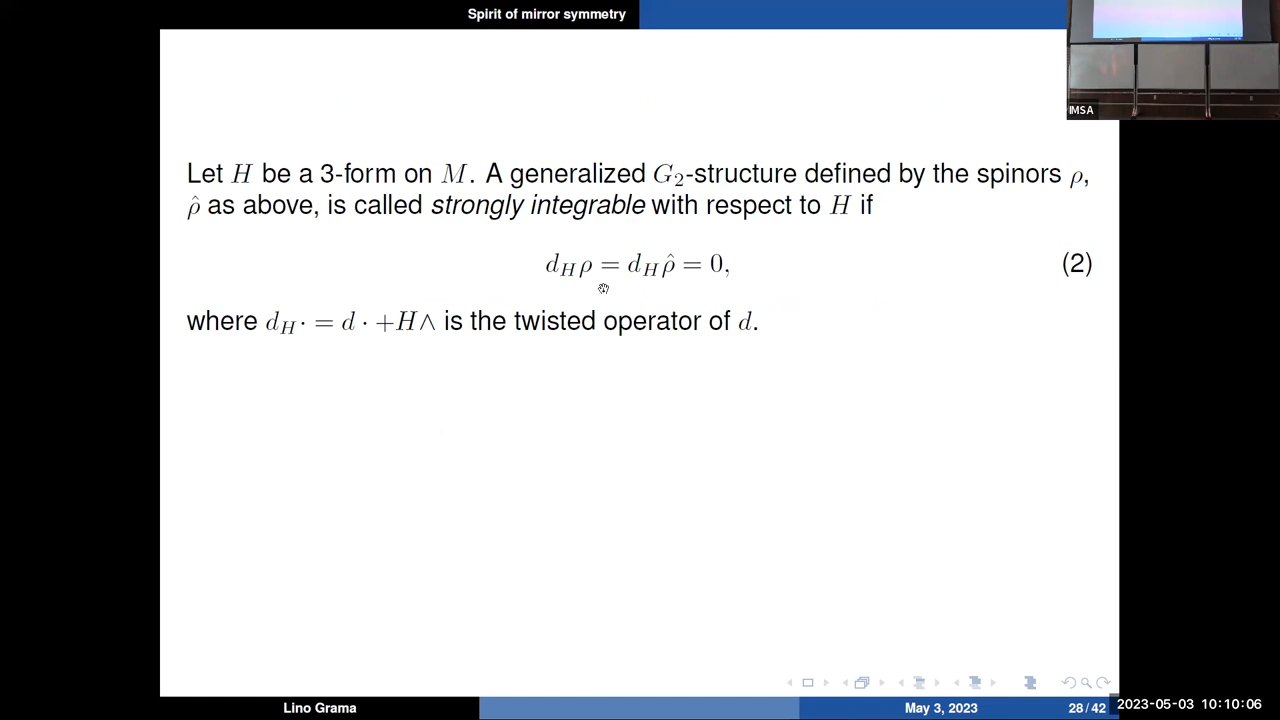 Spirit of mirror symmetry
IMSA
Let H be a 3-form on M. A generalized G₂-structure defined by the spinors ρ,
ρ̂ as above, is called strongly integrable with respect to H if
d_H ρ = d_H ρ̂ = 0, (2)
where d_H · = d · +H∧ is the twisted operator of d.
Lino Grama May 3, 2023 28/42
2023-05-03 10:10:06